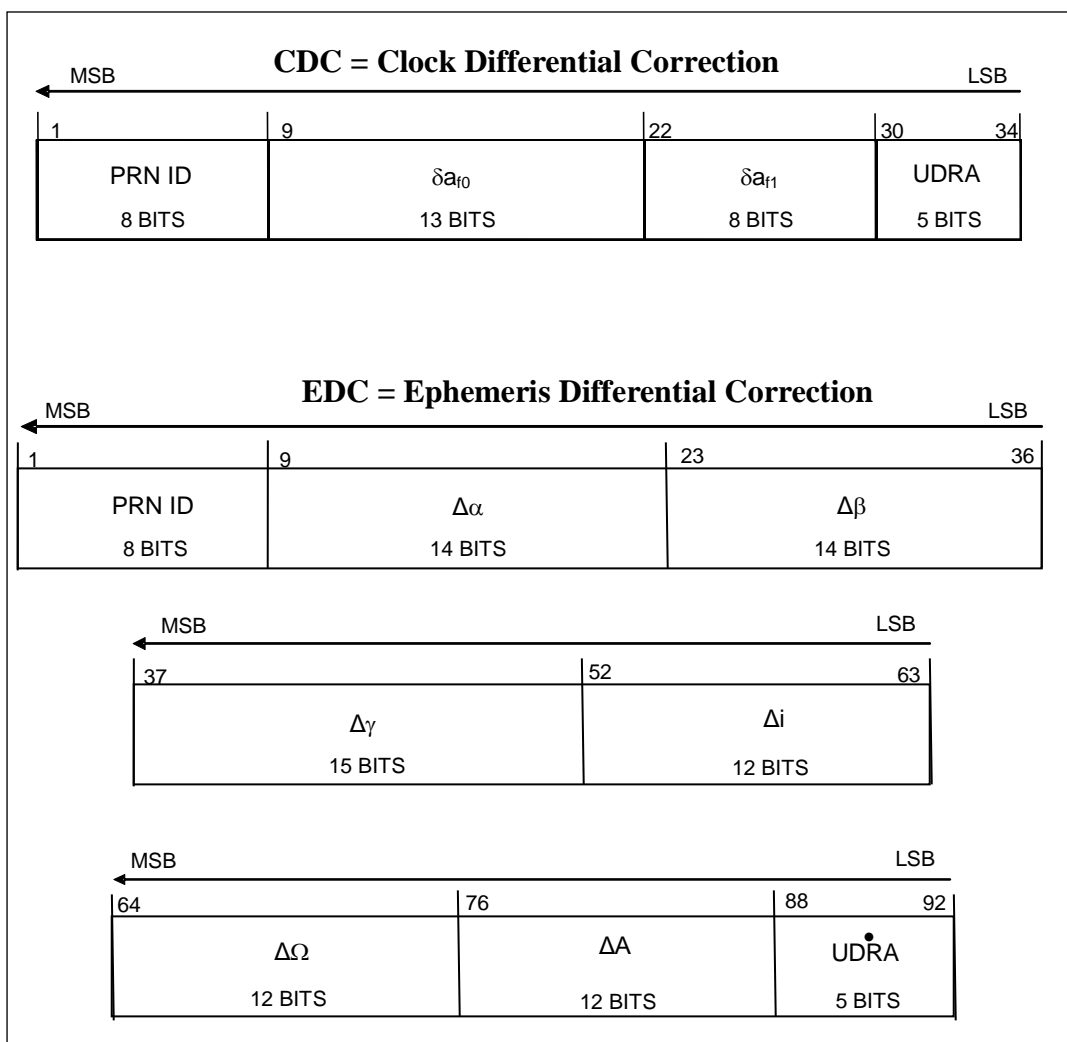 CDC = Clock Differential Correction
MSB LSB
1 9 22 30 34
PRN ID δaf0 δaf1 UDRA
8 BITS 13 BITS 8 BITS 5 BITS
EDC = Ephemeris Differential Correction
MSB LSB
1 9 23 36
PRN ID Δα Δβ
8 BITS 14 BITS 14 BITS
MSB LSB
37 52 63
Δγ Δi
15 BITS 12 BITS
MSB LSB
64 76 88 92
ΔΩ ΔA UDṘA
12 BITS 12 BITS 5 BITS